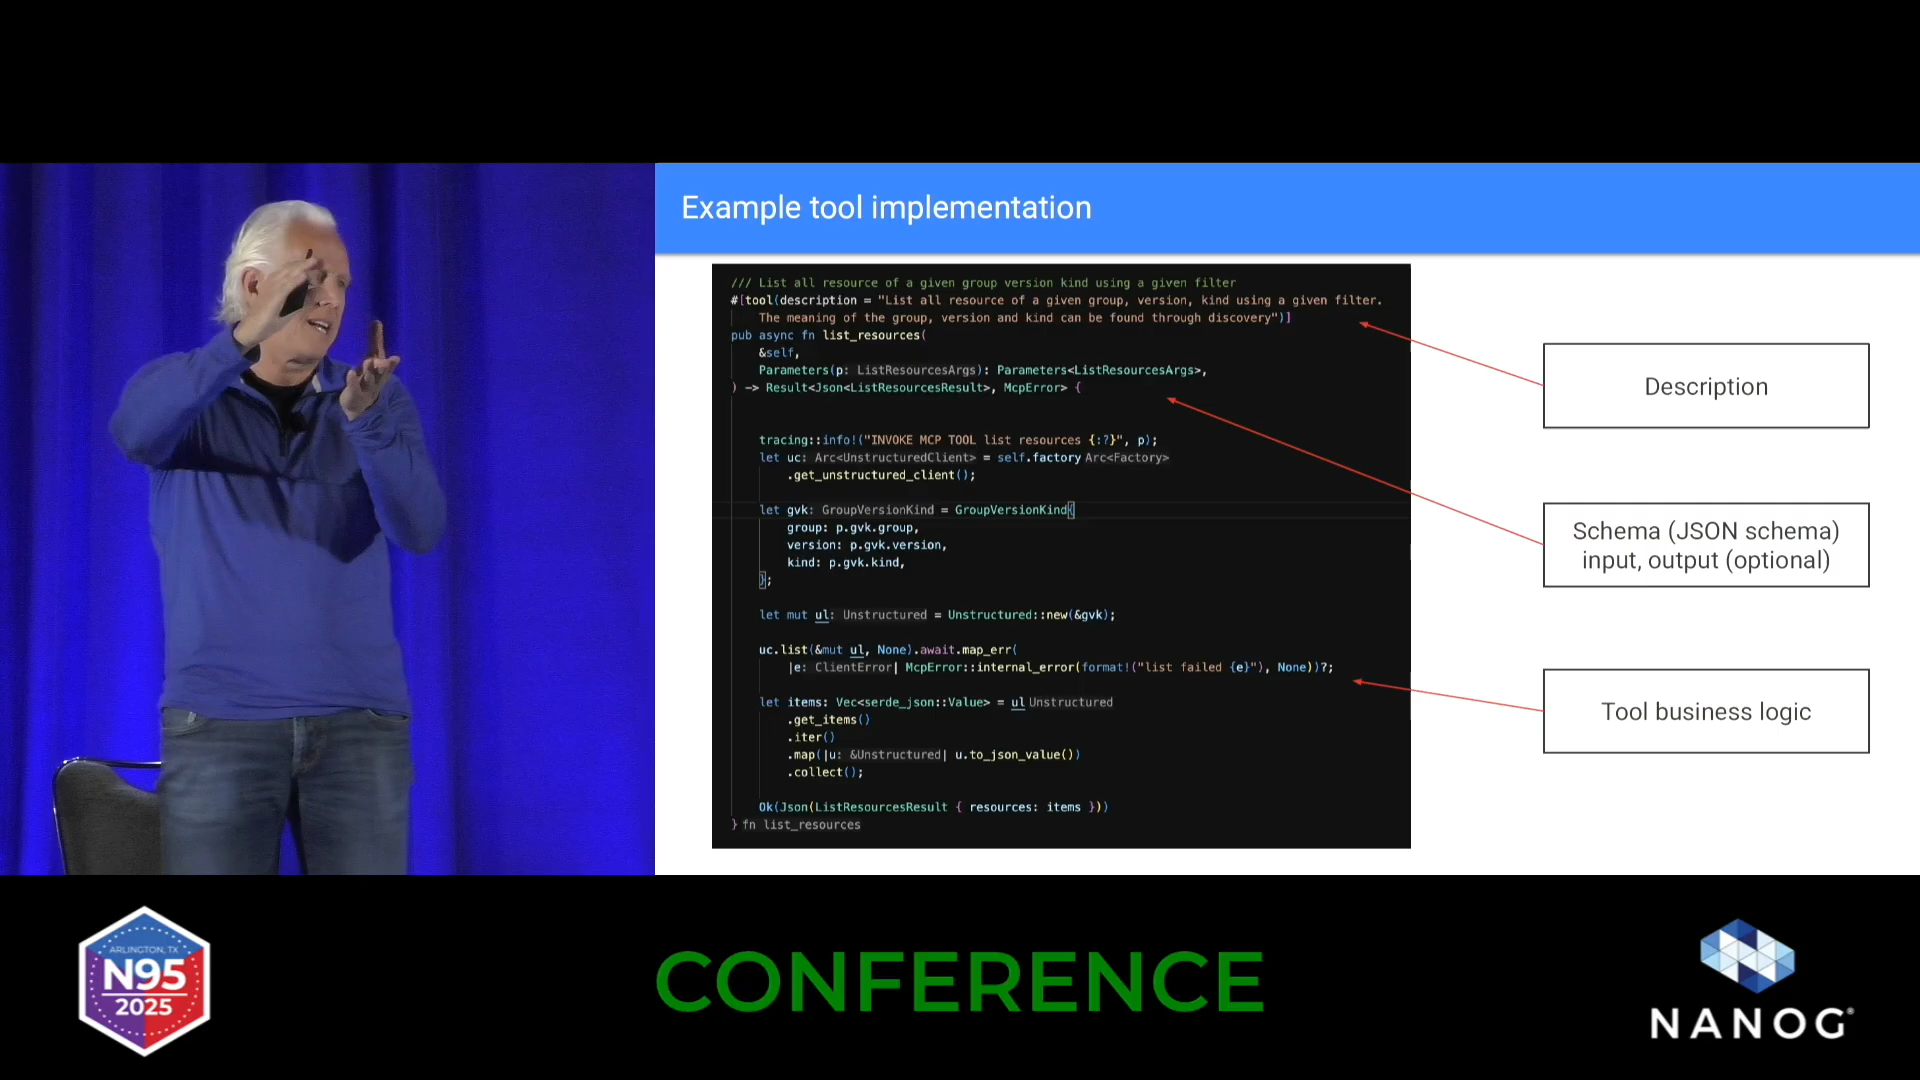 Example tool implementation
/// List all resource of a given group version kind using a given filter
#[tool(description = "List all resource of a given group, version, kind using a given filter.
The meaning of the group, version and kind can be found through discovery")]
pub async fn list_resources(
&self,
Parameters(p: ListResourcesArgs): Parameters<ListResourcesArgs>,
) -> Result<Json<ListResourcesResult>, McpError> {
tracing::info!("INVOKE MCP TOOL list resources {:?}", p);
let uc: Arc<UnstructuredClient> = self.factory Arc<Factory>
.get_unstructured_client();
let gvk: GroupVersionKind = GroupVersionKind{
group: p.gvk.group,
version: p.gvk.version,
kind: p.gvk.kind,
};
let mut ul: Unstructured = Unstructured::new(&gvk);
uc.list(&mut ul, None).await.map_err(
|e: ClientError| McpError::internal_error(format!("list failed {e}"), None))?;
let items: Vec<serde_json::Value> = ul Unstructured
.get_items()
.iter()
.map(|u: &Unstructured| u.to_json_value())
.collect();
Ok(Json(ListResourcesResult { resources: items }))
} fn list_resources
Description
Schema (JSON schema)
input, output (optional)
Tool business logic
ARLINGTON, TX
N95
2025
CONFERENCE
NANOG®